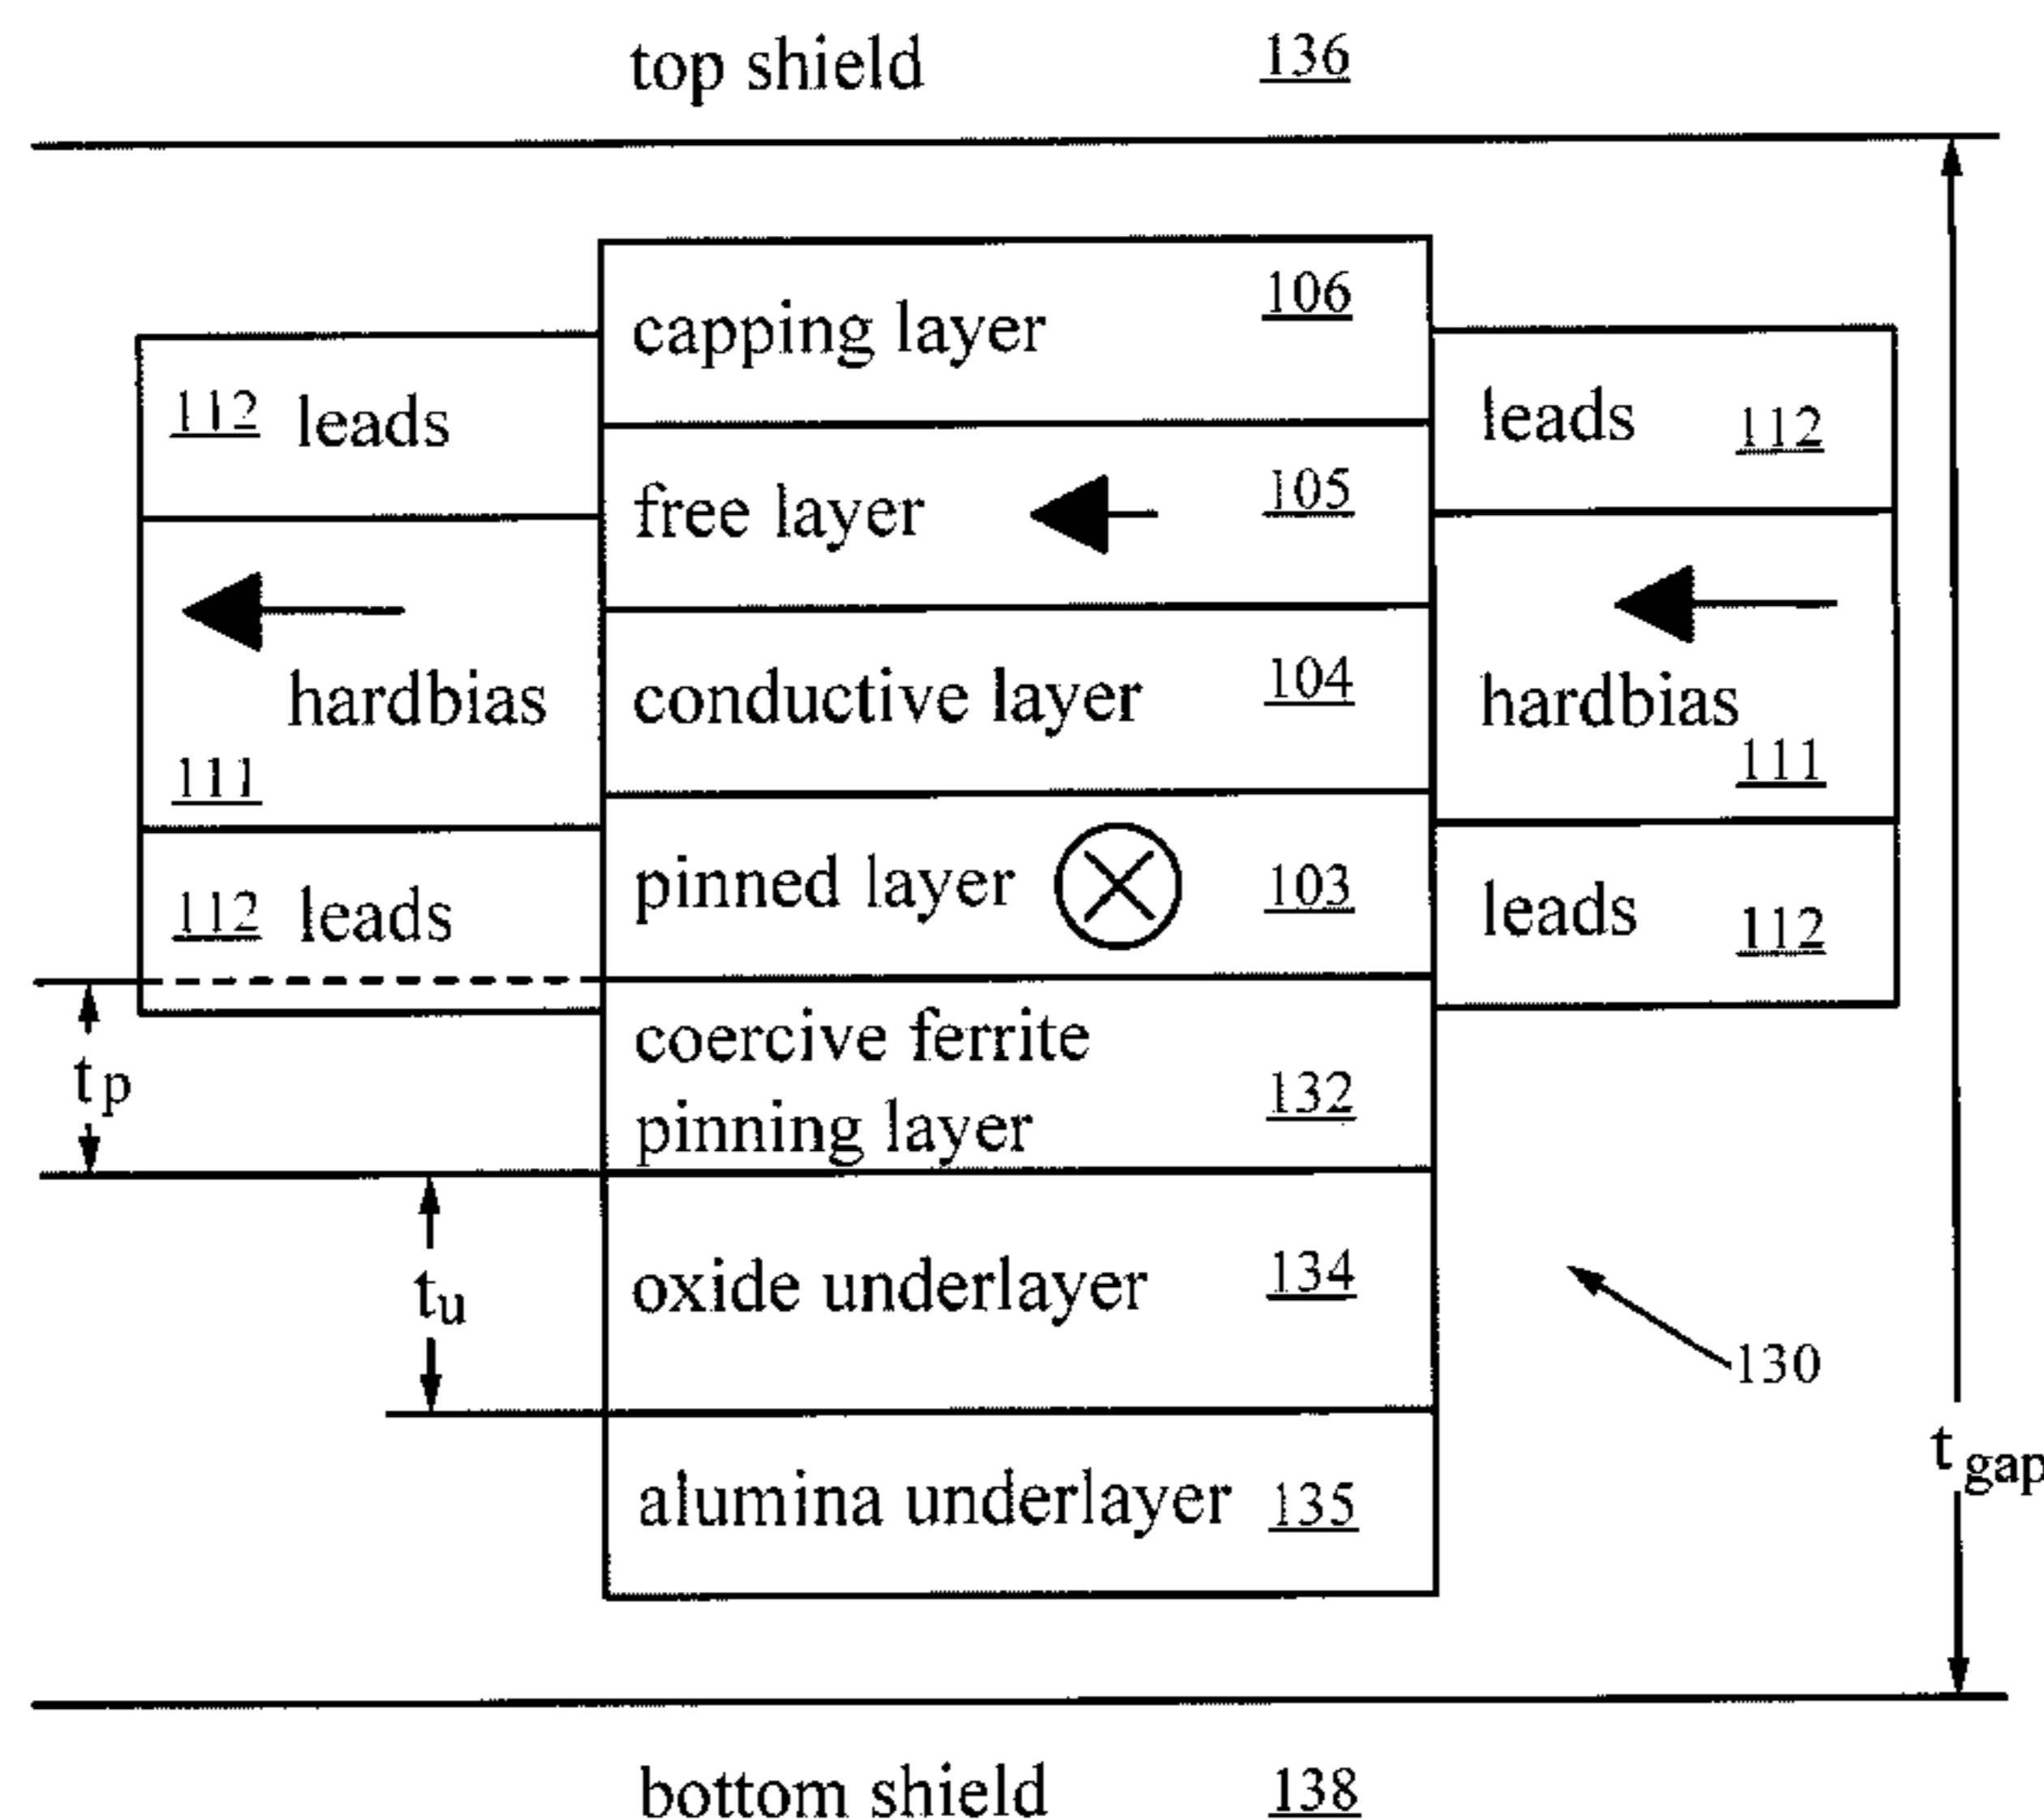 top shield 136
capping layer 106
112 leads
leads 112
free layer 105
conductive layer 104
hardbias 111
hardbias 111
pinned layer 103
112 leads
leads 112
coercive ferrite
pinning layer 132
tp
oxide underlayer 134
tu
130
tgap
alumina underlayer 135
bottom shield 138